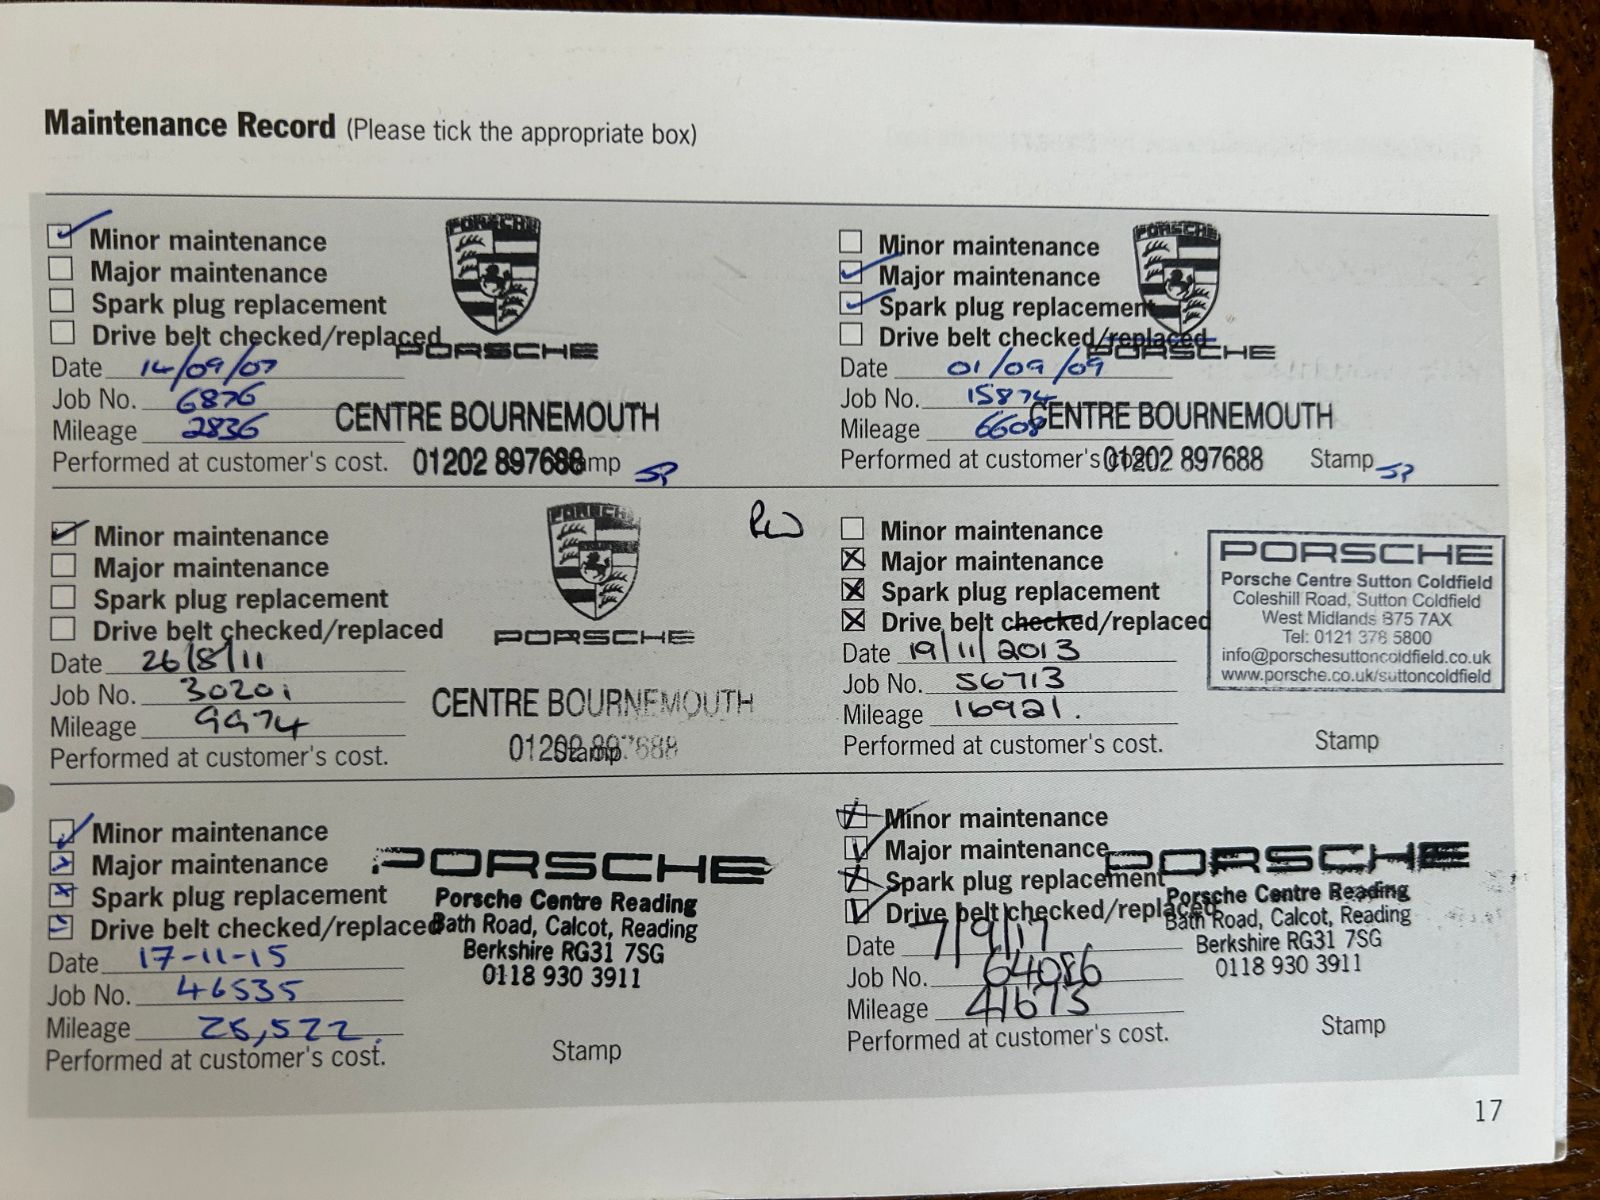 Maintenance Record (Please tick the appropriate box)
PORSCHE
Minor maintenance
Major maintenance
Spark plug replacement
Drive belt checked/replaced
PORSCHE
Date 14/09/07
Job No. 6876
Mileage 2836
CENTRE BOURNEMOUTH
Performed at customer's cost.
01202 897688
Stamp
PORSCHE
Minor maintenance
Major maintenance
Spark plug replacement
Drive belt checked/replaced
PORSCHE
Date 01/09/09
Job No. 15874
Mileage 6608
CENTRE BOURNEMOUTH
Performed at customer's cost.
01202 897688
Stamp
PORSCHE
RW
Minor maintenance
Major maintenance
Spark plug replacement
Drive belt checked/replaced
PORSCHE
Date 26/8/11
Job No. 30201
Mileage 9974
CENTRE BOURNEMOUTH
Performed at customer's cost.
01202 897688
Stamp
Minor maintenance
Major maintenance
Spark plug replacement
Drive belt checked/replaced
Date 19/11/2013
Job No. 56713
Mileage 16921.
Performed at customer's cost.
PORSCHE
Porsche Centre Sutton Coldfield
Coleshill Road, Sutton Coldfield
West Midlands B75 7AX
Tel: 0121 378 5800
info@porschesuttoncoldfield.co.uk
www.porsche.co.uk/suttoncoldfield
Stamp
Minor maintenance
Major maintenance
Spark plug replacement
Drive belt checked/replaced
Date 17-11-15
Job No. 46535
Mileage 25,522.
Performed at customer's cost.
PORSCHE
Porsche Centre Reading
Bath Road, Calcot, Reading
Berkshire RG31 7SG
0118 930 3911
Stamp
Minor maintenance
Major maintenance
Spark plug replacement
Drive belt checked/replaced
Date 7/9/17
Job No. 64086
Mileage 41673
Performed at customer's cost.
PORSCHE
Porsche Centre Reading
Bath Road, Calcot, Reading
Berkshire RG31 7SG
0118 930 3911
Stamp
17